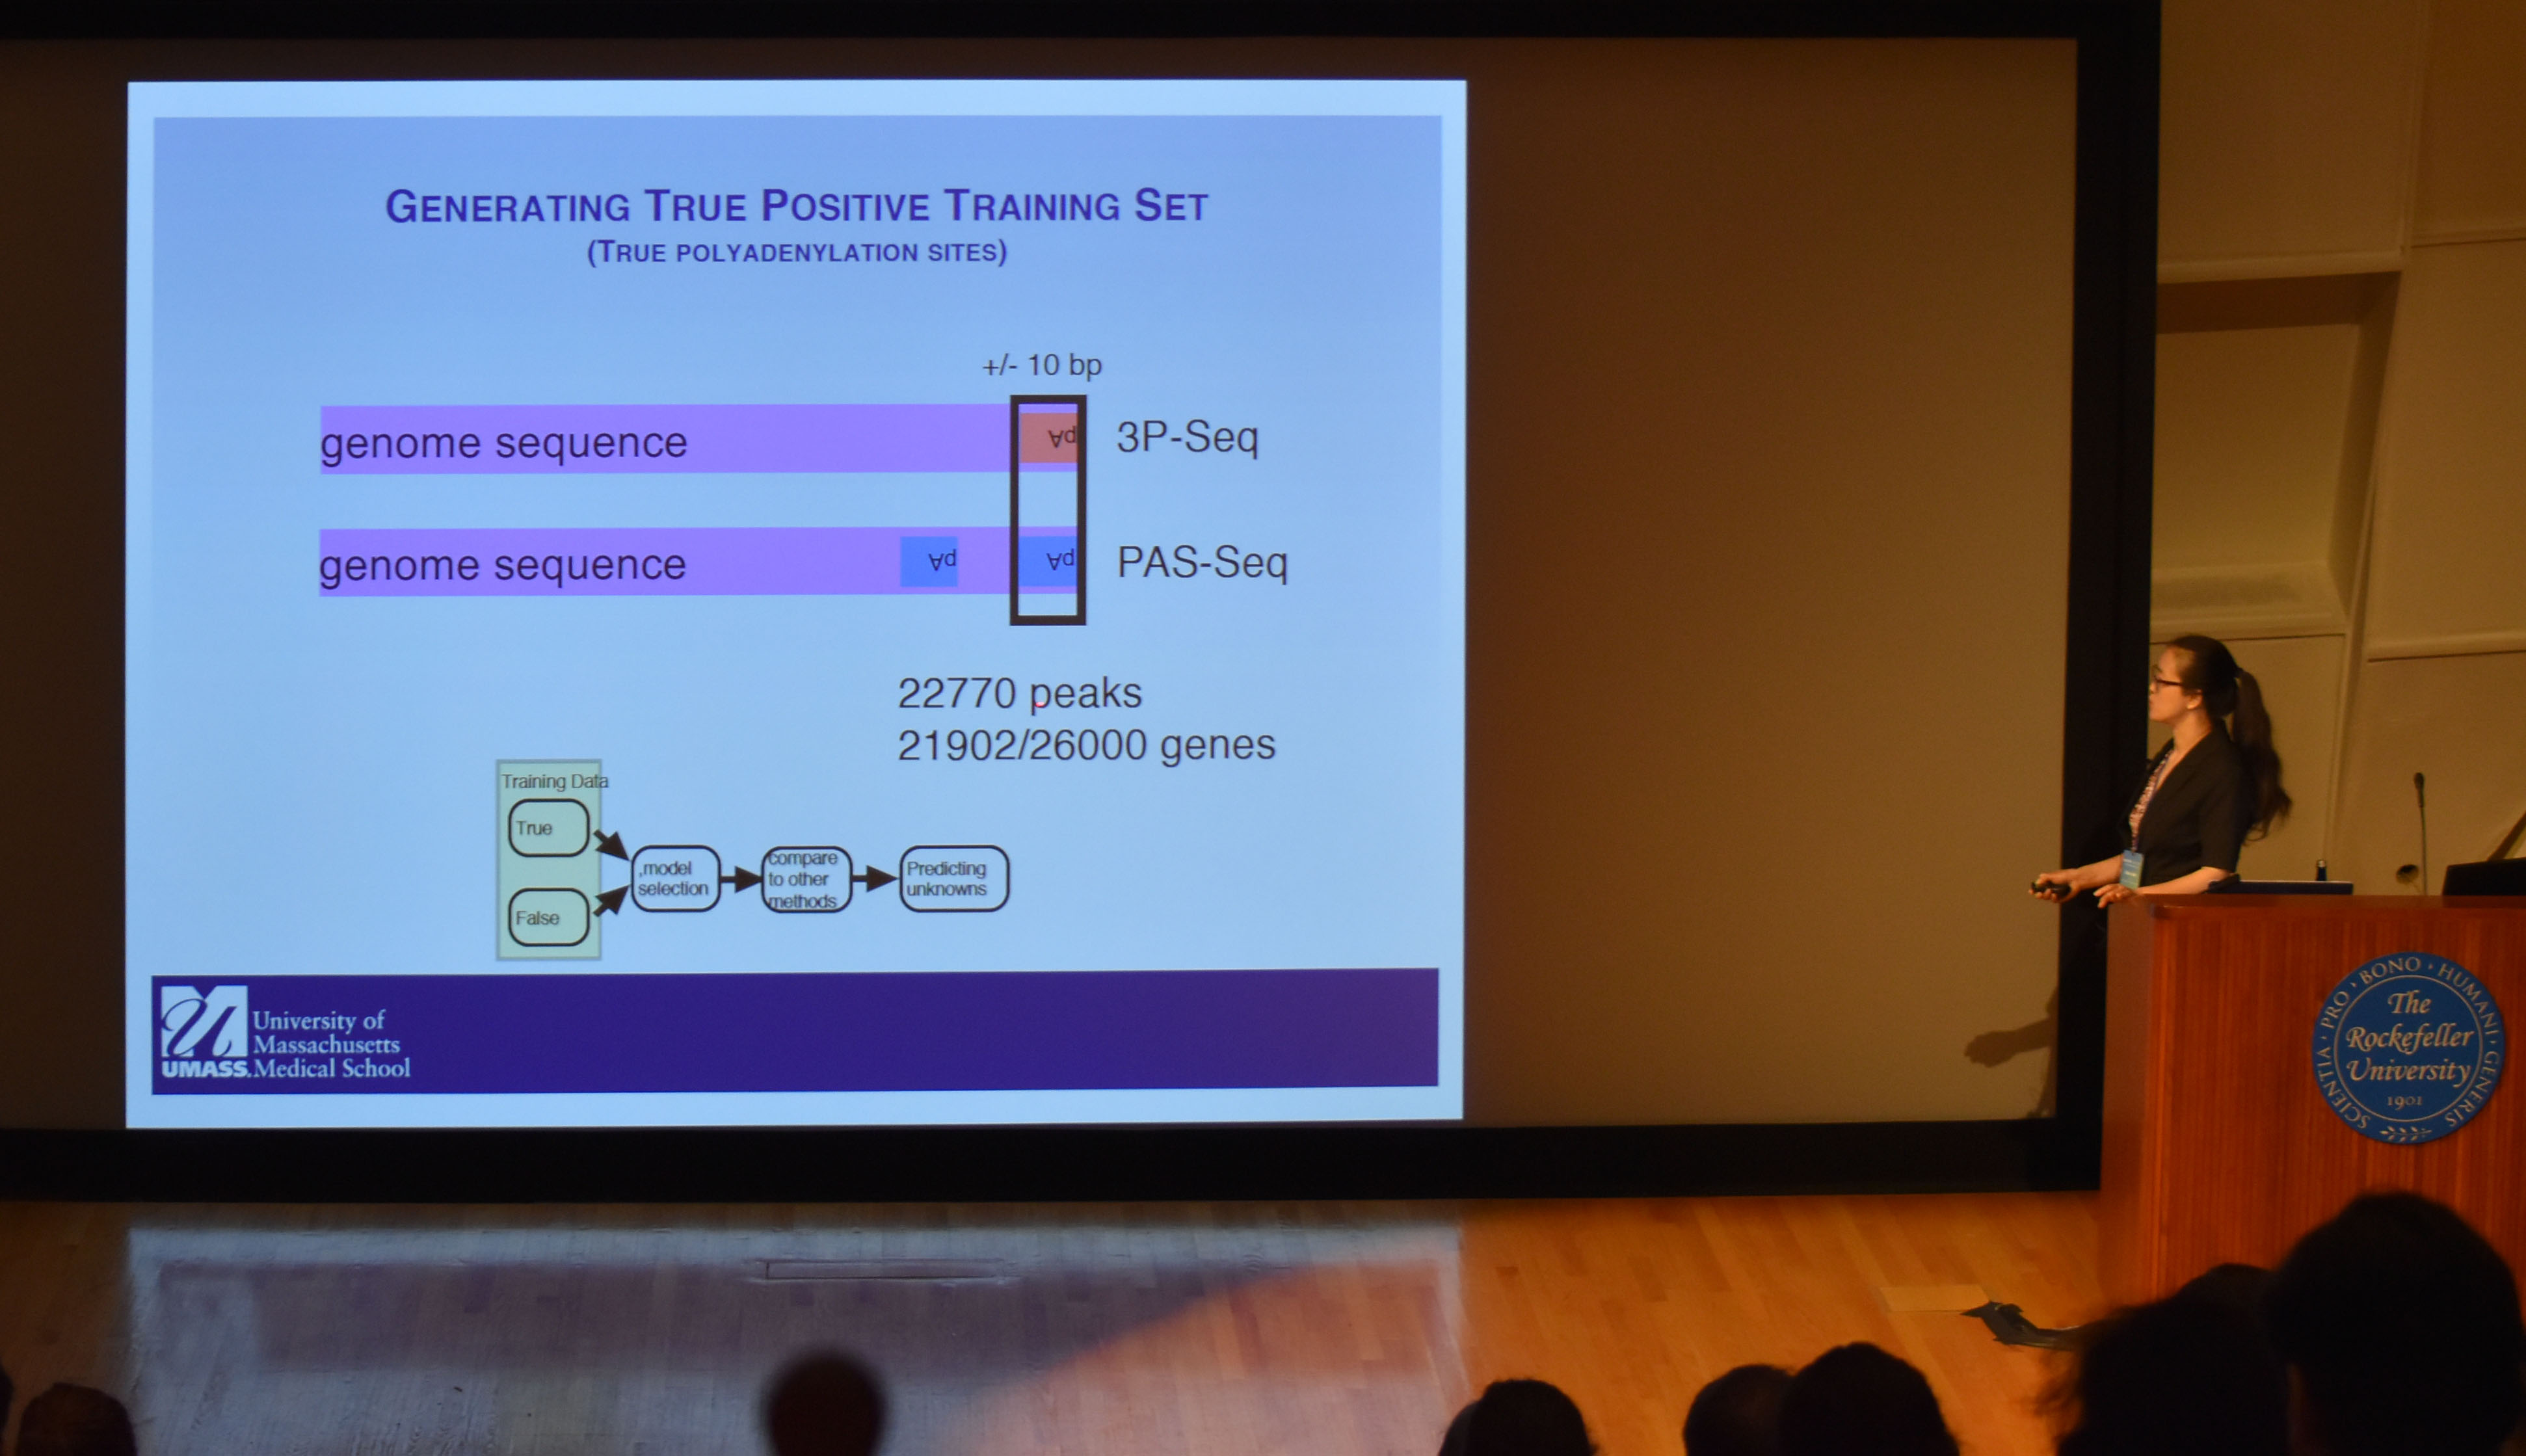 GENERATING TRUE POSITIVE TRAINING SET
(TRUE POLYADENYLATION SITES)
+/- 10 bp
genome sequence pA 3P-Seq
genome sequence pA pA PAS-Seq
22770 peaks
21902/26000 genes
Training Data
True
False
,model
selection
compare
to other
methods
Predicting
unknowns
University of
Massachusetts
UMASS. Medical School
SCIENTIA · PRO · BONO · HUMANI · GENERIS
The
Rockefeller
University
1901